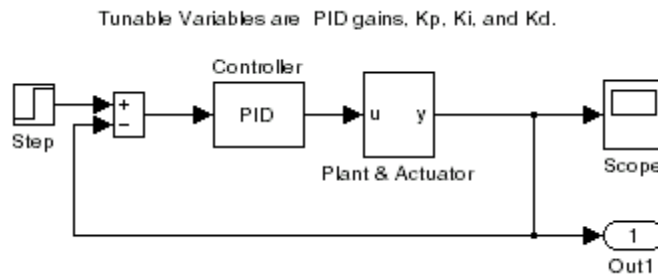 Tunable Variables are PID gains, Kp, Ki, and Kd.
Controller
+
−
PID
u
y
Step
Plant & Actuator
Scope
1
Out1